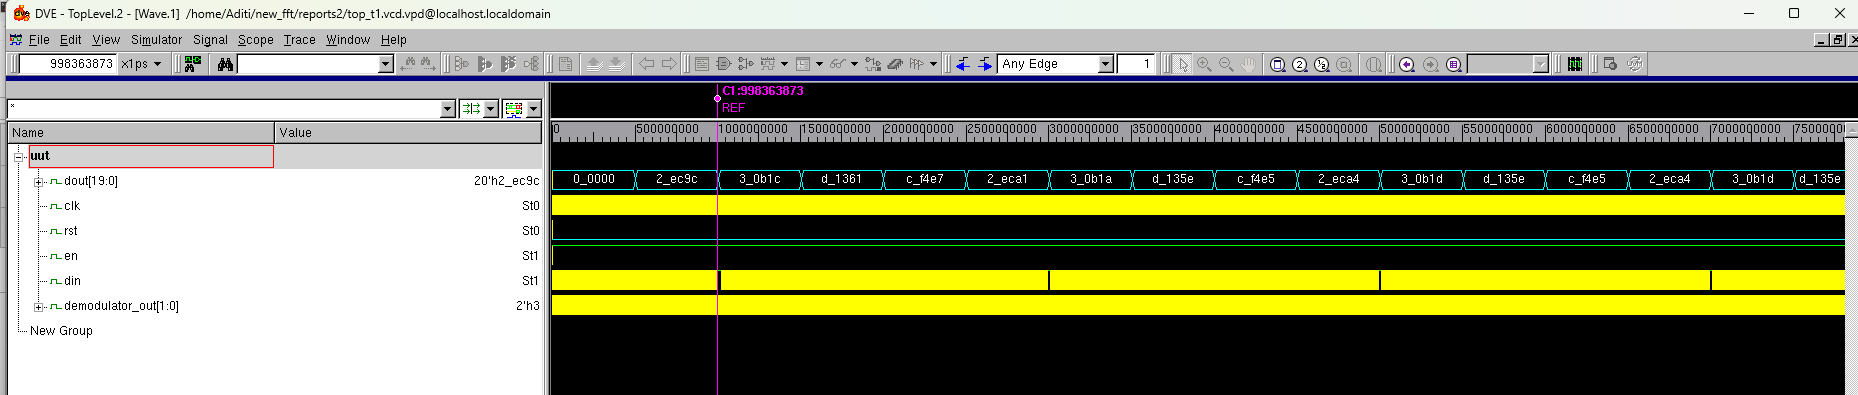 DVE - TopLevel.2 - [Wave.1] /home/Aditi/new_fft/reports2/top_t1.vcd.vpd@localhost.localdomain
File Edit View Simulator Signal Scope Trace Window Help
998363873 x1ps Any Edge 1
C1:998363873
REF
*
Name Value
0 500000000 1000000000 1500000000 2000000000 2500000000 3000000000 3500000000 4000000000 4500000000 5000000000 5500000000 6000000000 6500000000 7000000000 75000000
uut
dout[19:0] 20'h2_ec9c 0_0000 2_ec9c 3_0b1c d_1361 c_f4e7 2_eca1 3_0b1a d_135e c_f4e5 2_eca4 3_0b1d d_135e c_f4e5 2_eca4 3_0b1d d_135e
clk St0
rst St0
en St1
din St1
demodulator_out[1:0] 2'h3
New Group